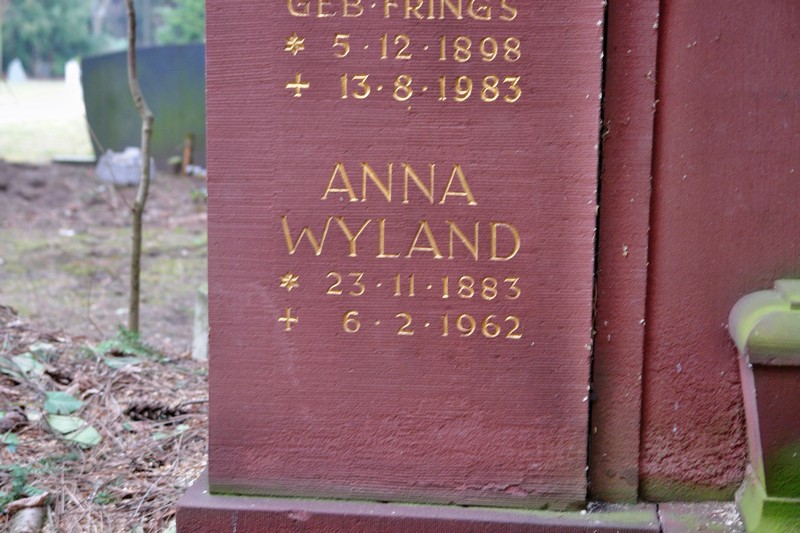 GEB·FRINGS
* 5·12·1898
+ 13·8·1983
ANNA
WYLAND
* 23·11·1883
+ 6·2·1962